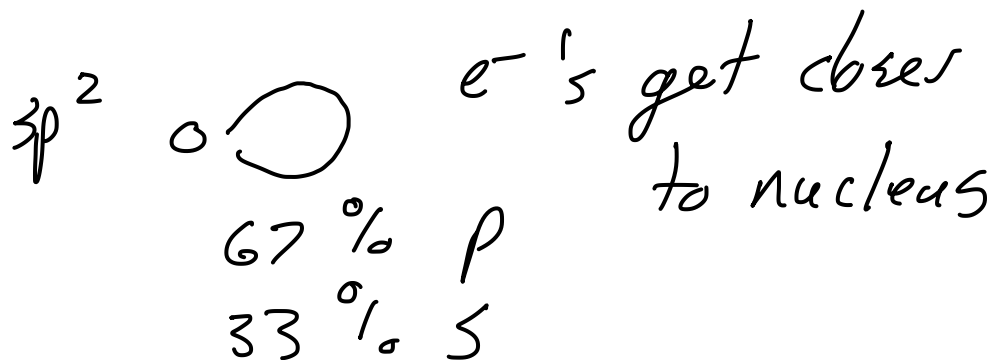 sp² e⁻'s get closer
to nucleus
67% p
33% s